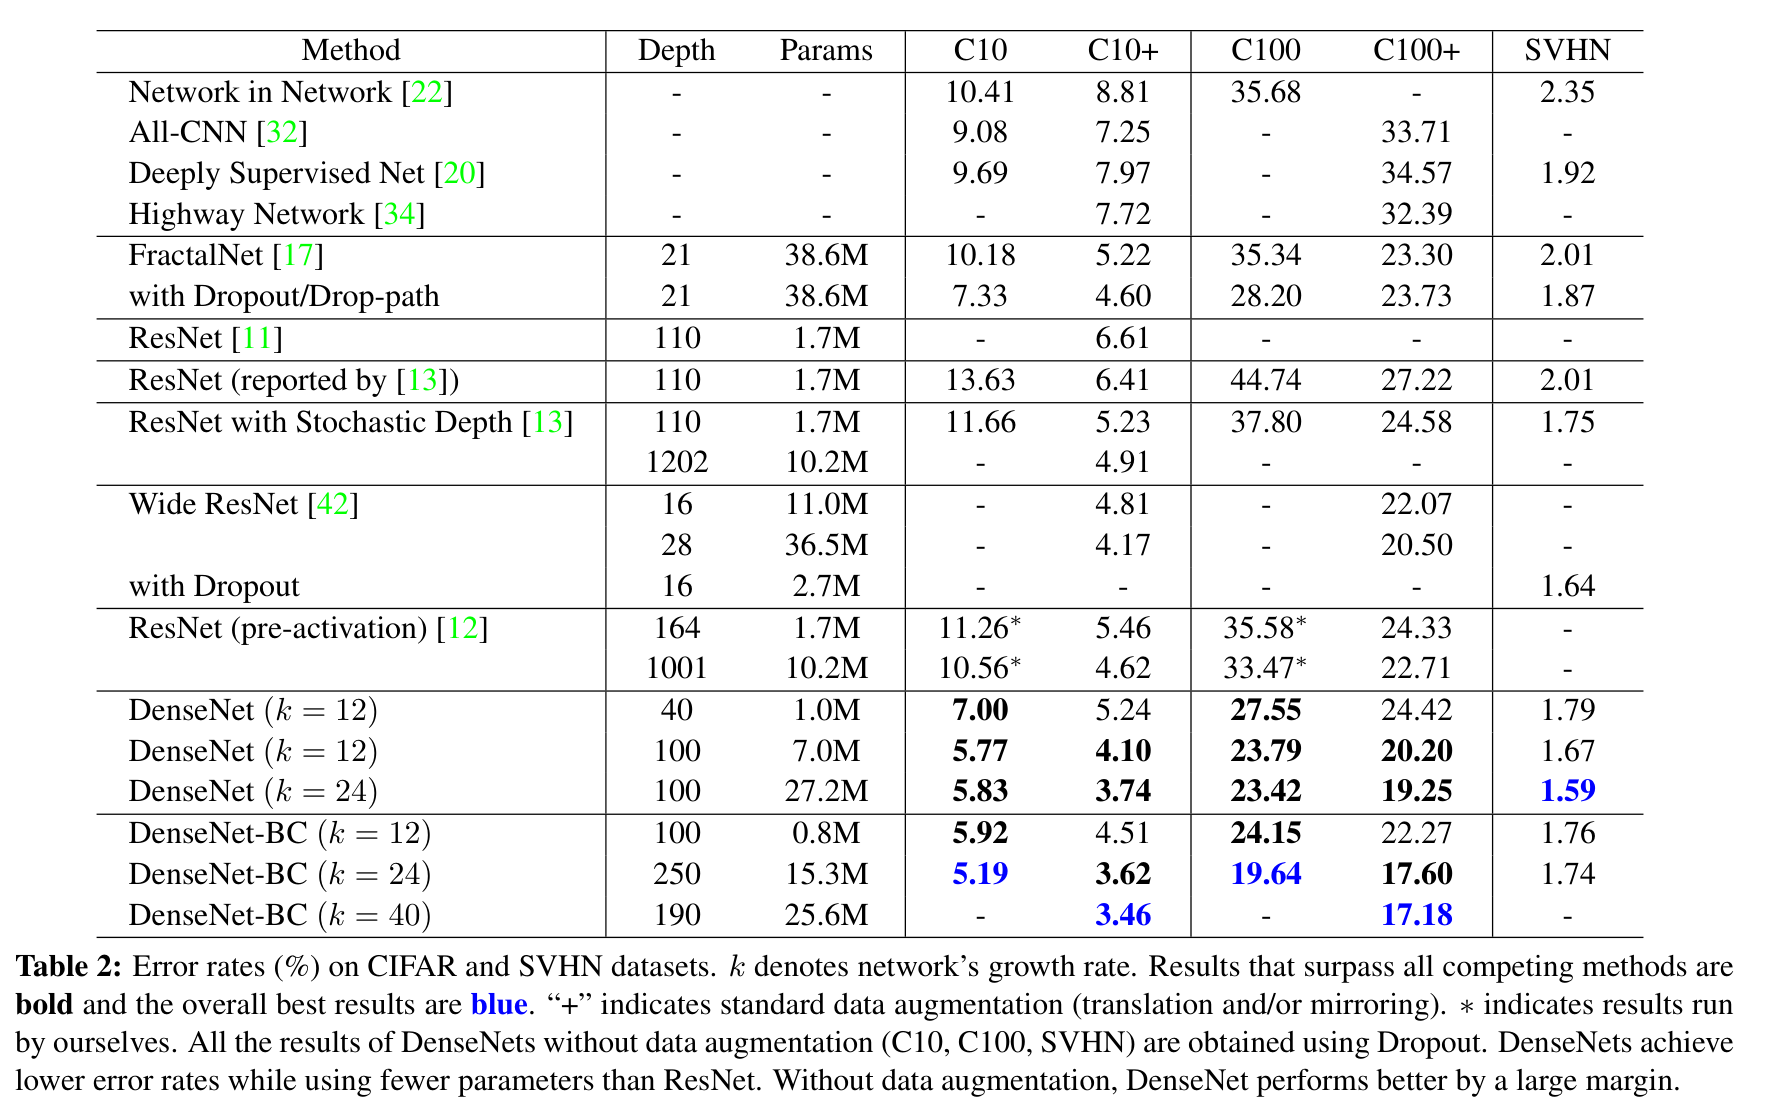 Method Depth Params C10 C10+ C100 C100+ SVHN
Network in Network [22] - - 10.41 8.81 35.68 - 2.35
All-CNN [32] - - 9.08 7.25 - 33.71 -
Deeply Supervised Net [20] - - 9.69 7.97 - 34.57 1.92
Highway Network [34] - - - 7.72 - 32.39 -
FractalNet [17] 21 38.6M 10.18 5.22 35.34 23.30 2.01
with Dropout/Drop-path 21 38.6M 7.33 4.60 28.20 23.73 1.87
ResNet [11] 110 1.7M - 6.61 - - -
ResNet (reported by [13]) 110 1.7M 13.63 6.41 44.74 27.22 2.01
ResNet with Stochastic Depth [13] 110 1.7M 11.66 5.23 37.80 24.58 1.75
1202 10.2M - 4.91 - - -
Wide ResNet [42] 16 11.0M - 4.81 - 22.07 -
28 36.5M - 4.17 - 20.50 -
with Dropout 16 2.7M - - - - 1.64
ResNet (pre-activation) [12] 164 1.7M 11.26* 5.46 35.58* 24.33 -
1001 10.2M 10.56* 4.62 33.47* 22.71 -
DenseNet (k = 12) 40 1.0M 7.00 5.24 27.55 24.42 1.79
DenseNet (k = 12) 100 7.0M 5.77 4.10 23.79 20.20 1.67
DenseNet (k = 24) 100 27.2M 5.83 3.74 23.42 19.25 1.59
DenseNet-BC (k = 12) 100 0.8M 5.92 4.51 24.15 22.27 1.76
DenseNet-BC (k = 24) 250 15.3M 5.19 3.62 19.64 17.60 1.74
DenseNet-BC (k = 40) 190 25.6M - 3.46 - 17.18 -
Table 2: Error rates (%) on CIFAR and SVHN datasets. k denotes network's growth rate. Results that surpass all competing methods are
bold and the overall best results are blue. “+” indicates standard data augmentation (translation and/or mirroring). * indicates results run
by ourselves. All the results of DenseNets without data augmentation (C10, C100, SVHN) are obtained using Dropout. DenseNets achieve
lower error rates while using fewer parameters than ResNet. Without data augmentation, DenseNet performs better by a large margin.